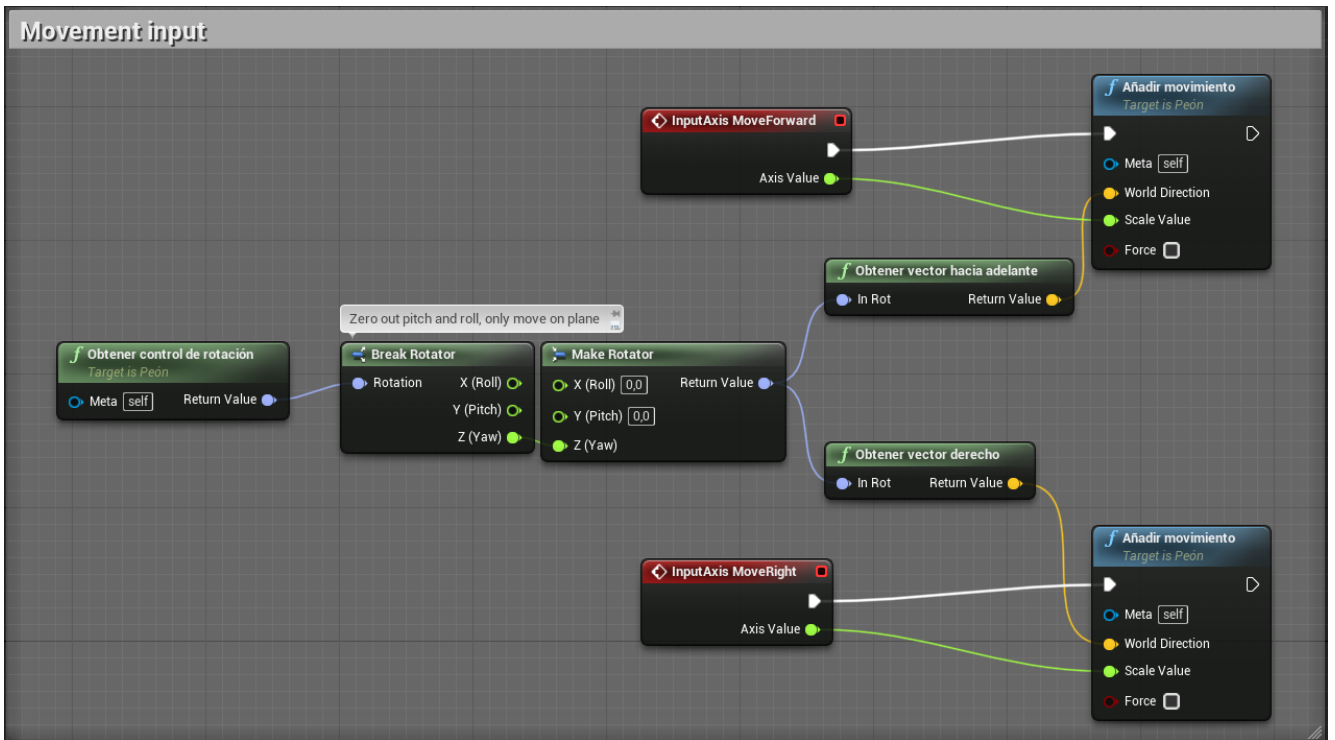 Movement input
Añadir movimiento
Target is Peón
Meta self
World Direction
Scale Value
Force
InputAxis MoveForward
Axis Value
Obtener vector hacia adelante
In Rot Return Value
Zero out pitch and roll, only move on plane
Obtener control de rotación
Target is Peón
Meta self Return Value
Break Rotator
Rotation X (Roll)
Y (Pitch)
Z (Yaw)
Make Rotator
X (Roll) 0,0 Return Value
Y (Pitch) 0,0
Z (Yaw)
Obtener vector derecho
In Rot Return Value
InputAxis MoveRight
Axis Value
Añadir movimiento
Target is Peón
Meta self
World Direction
Scale Value
Force